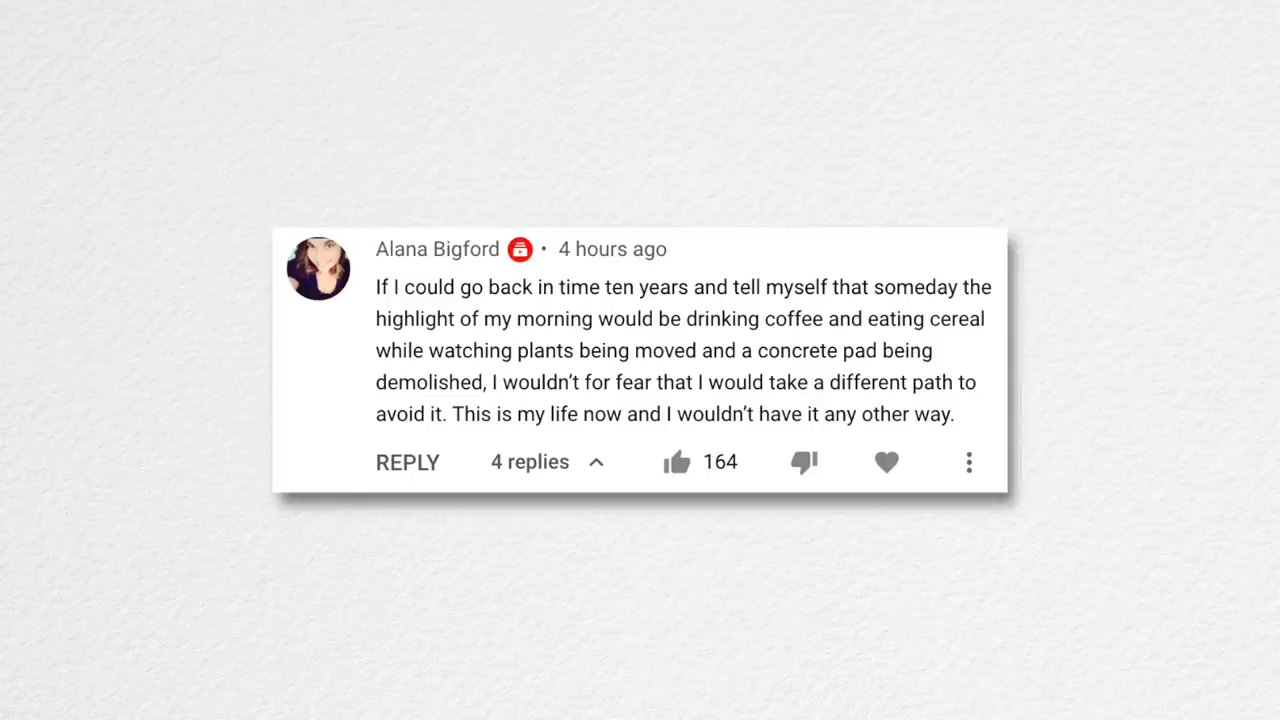 Alana Bigford • 4 hours ago
If I could go back in time ten years and tell myself that someday the
highlight of my morning would be drinking coffee and eating cereal
while watching plants being moved and a concrete pad being
demolished, I wouldn't for fear that I would take a different path to
avoid it. This is my life now and I wouldn't have it any other way.
REPLY 4 replies 164